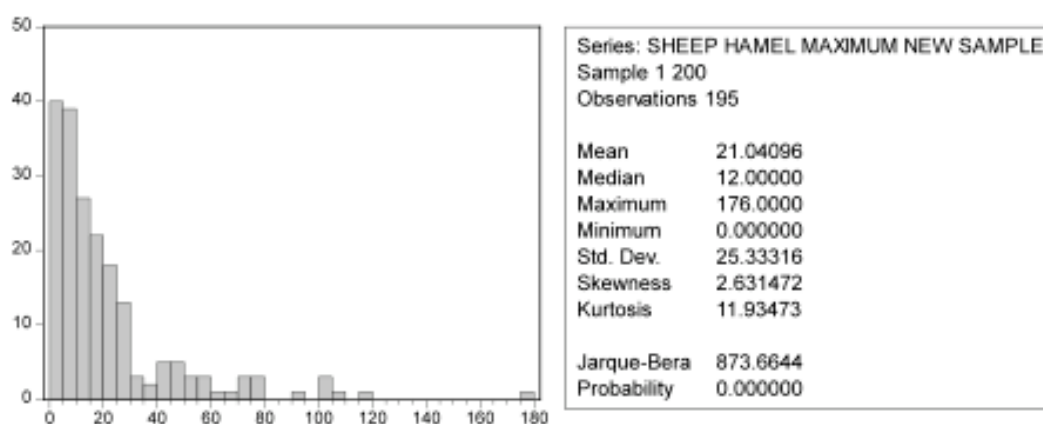 50
40
30
20
10
0
0 20 40 60 80 100 120 140 160 180
Series: SHEEP HAMEL MAXIMUM NEW SAMPLE
Sample 1 200
Observations 195
Mean 21.04096
Median 12.00000
Maximum 176.0000
Minimum 0.000000
Std. Dev. 25.33316
Skewness 2.631472
Kurtosis 11.93473
Jarque-Bera 873.6644
Probability 0.000000